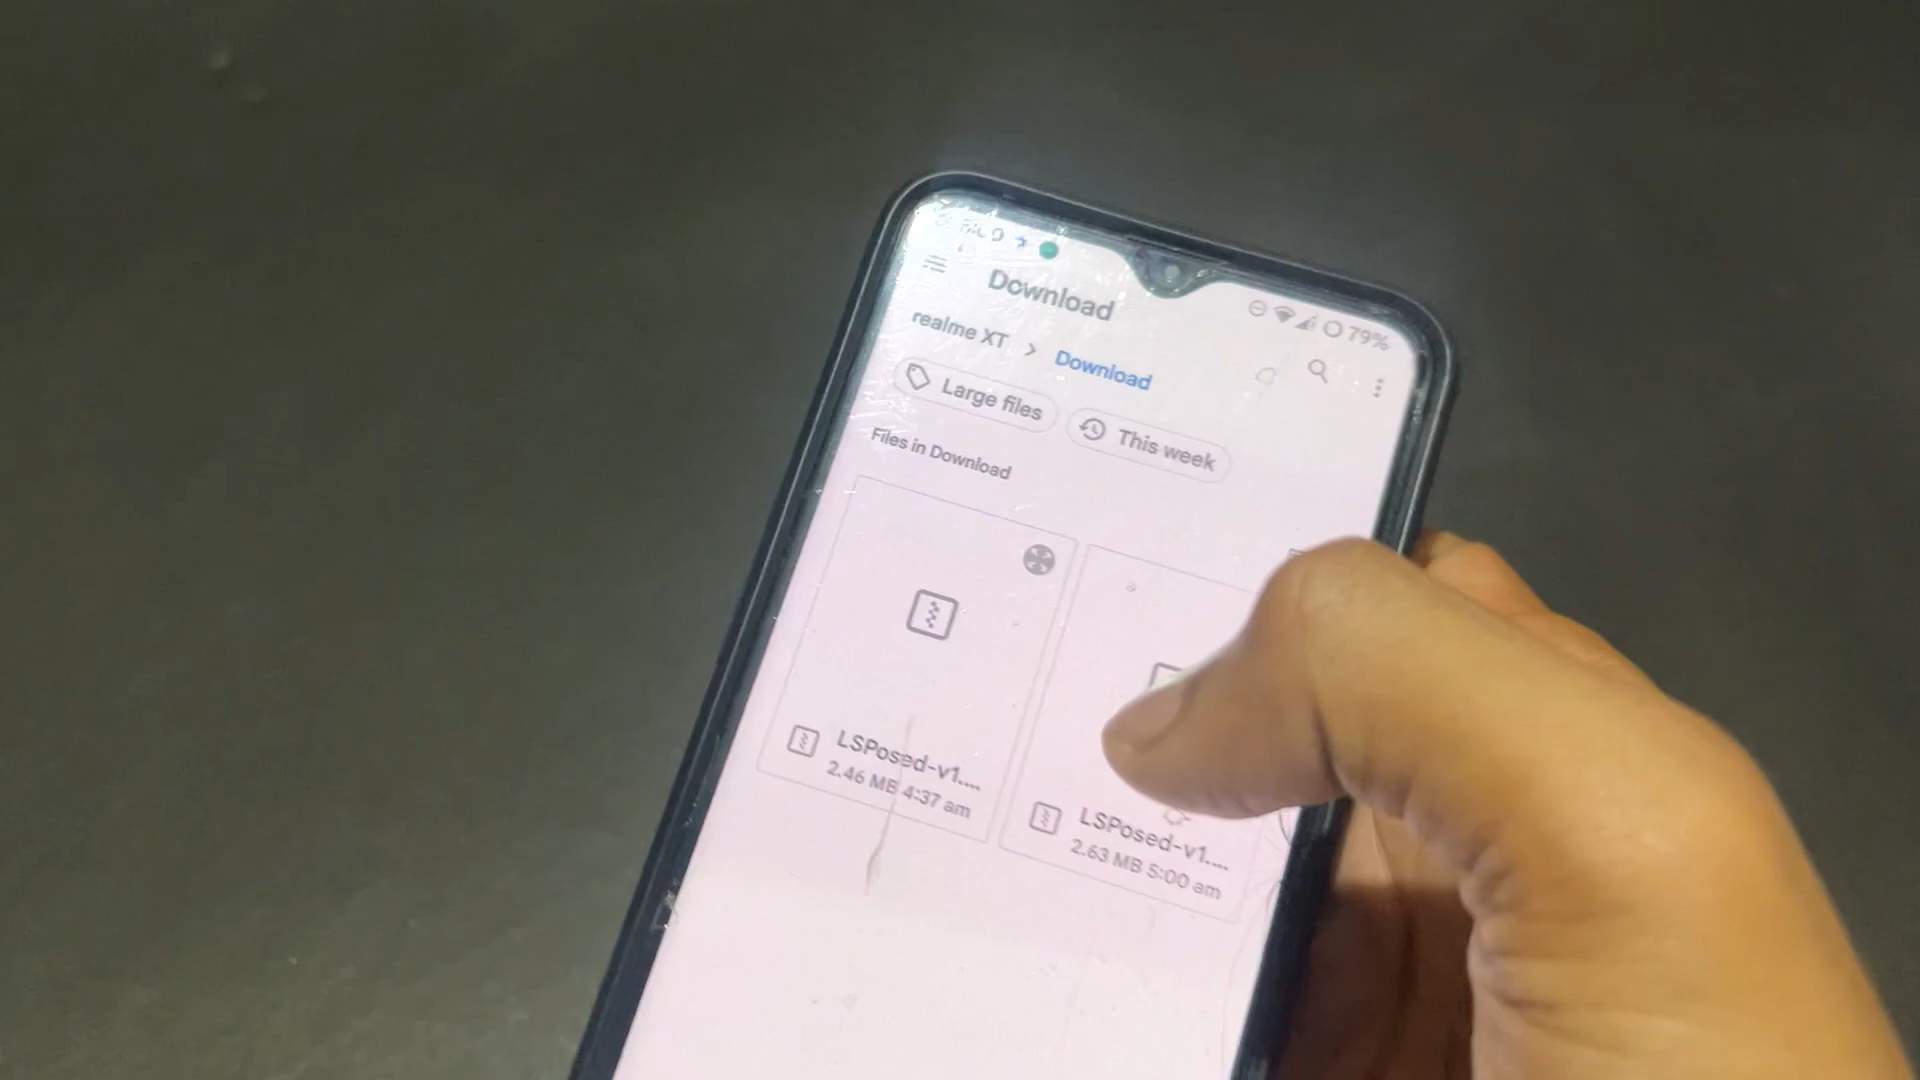 79%
Download
realme XT > Download
Large files
This week
Files in Download
LSPosed-v1....
2.46 MB 4:37 am
LSPosed-v1....
2.63 MB 5:00 am